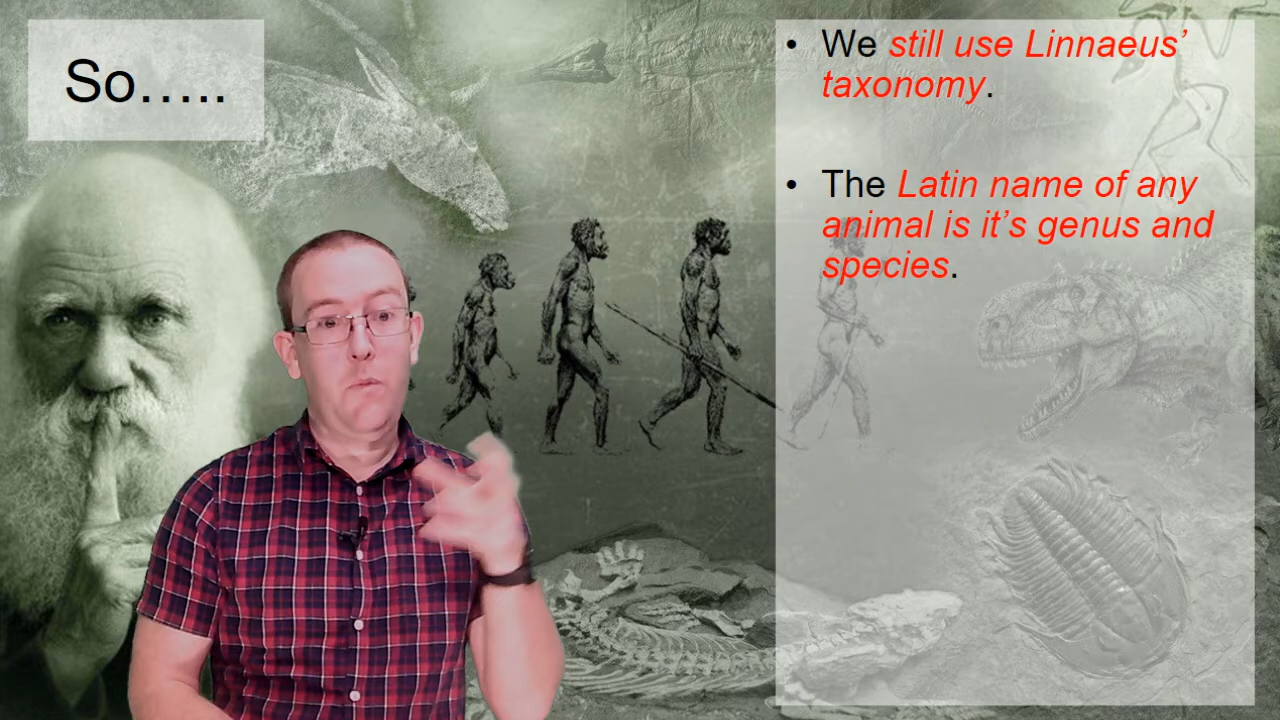 So…..
• We still use Linnaeus’
taxonomy.
• The Latin name of any
animal is it’s genus and
species.